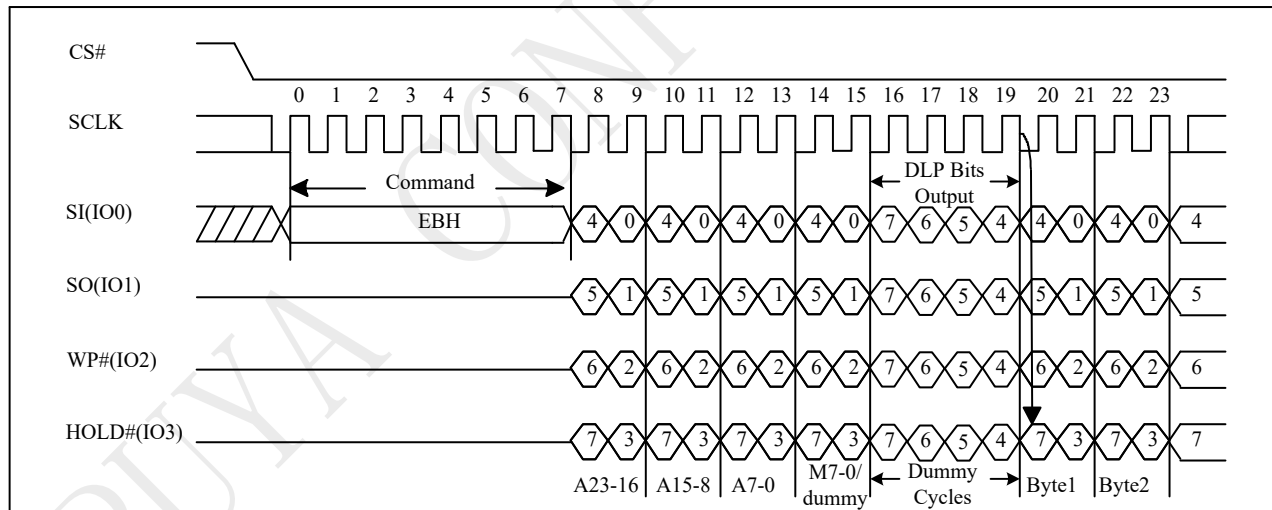 CS#
0 1 2 3 4 5 6 7 8 9 10 11 12 13 14 15 16 17 18 19 20 21 22 23
SCLK
Command
DLP Bits
Output
SI(IO0)
EBH
4 0 4 0 4 0 4 0 7 6 5 4 4 0 4 0 4
SO(IO1)
5 1 5 1 5 1 5 1 7 6 5 4 5 1 5 1 5
WP#(IO2)
6 2 6 2 6 2 6 2 7 6 5 4 6 2 6 2 6
HOLD#(IO3)
7 3 7 3 7 3 7 3 7 6 5 4 7 3 7 3 7
A23-16 A15-8 A7-0 M7-0/
dummy
Dummy
Cycles
Byte1 Byte2
PUYA CONF